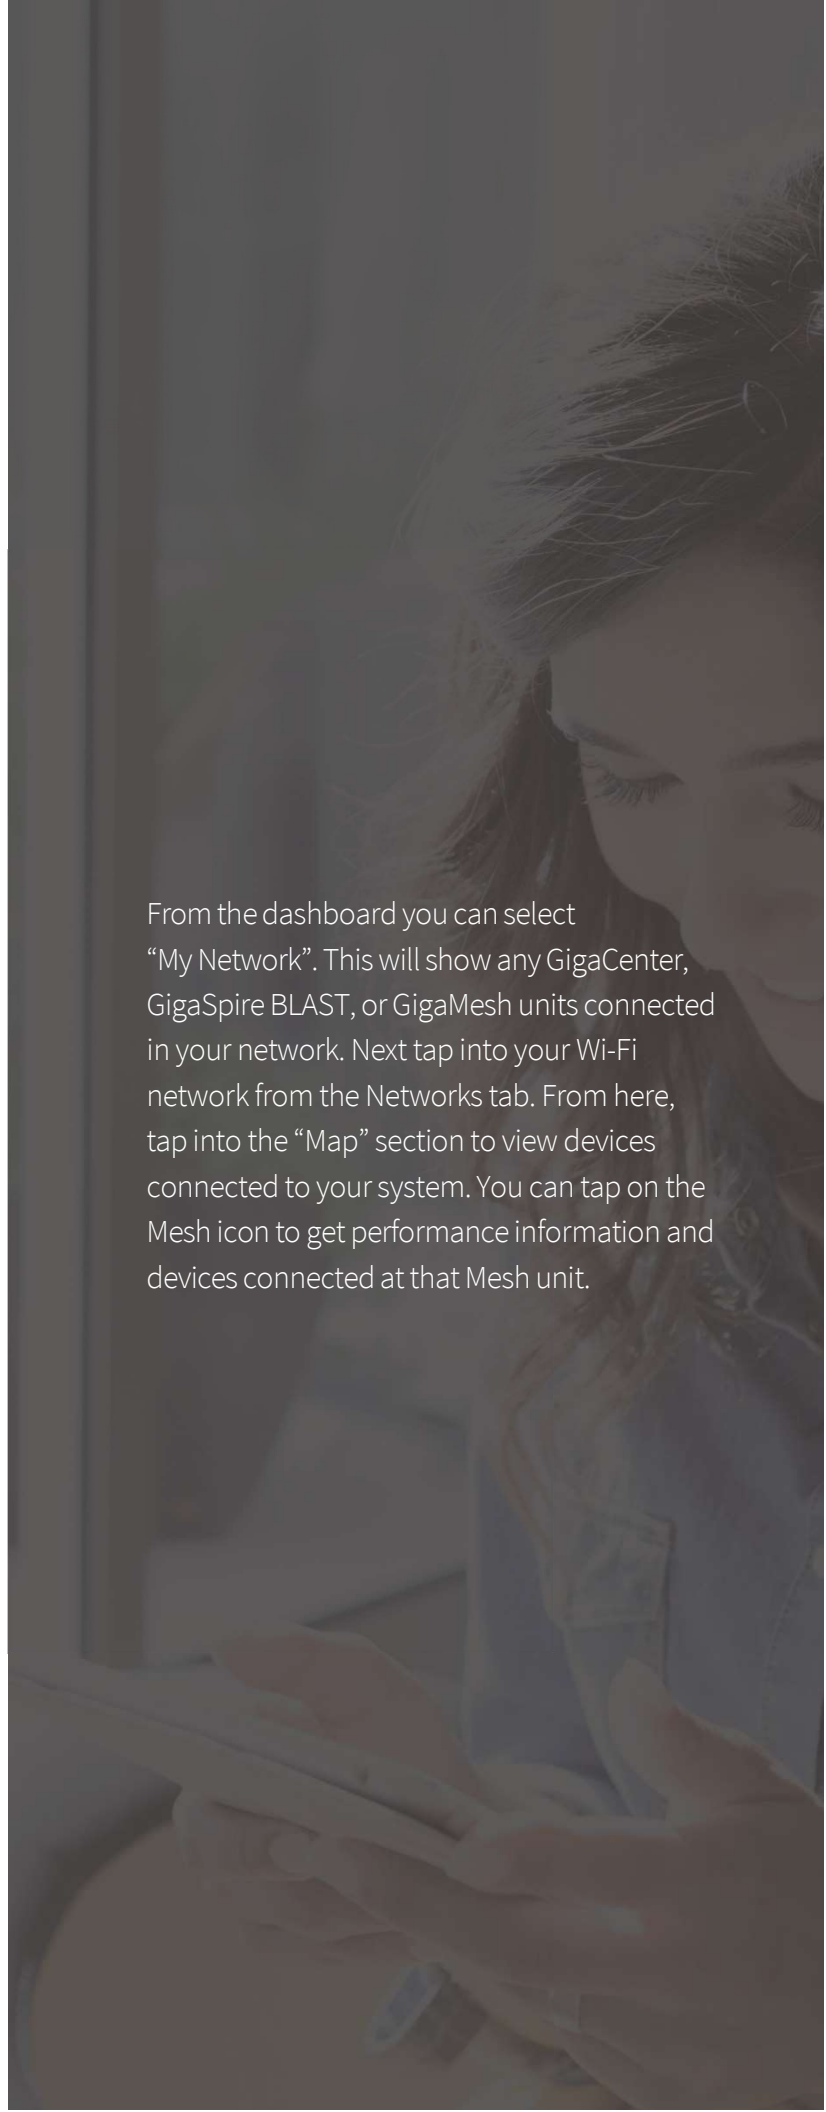 From the dashboard you can select
“My Network”. This will show any GigaCenter,
GigaSpire BLAST, or GigaMesh units connected
in your network. Next tap into your Wi-Fi
network from the Networks tab. From here,
tap into the “Map” section to view devices
connected to your system. You can tap on the
Mesh icon to get performance information and
devices connected at that Mesh unit.